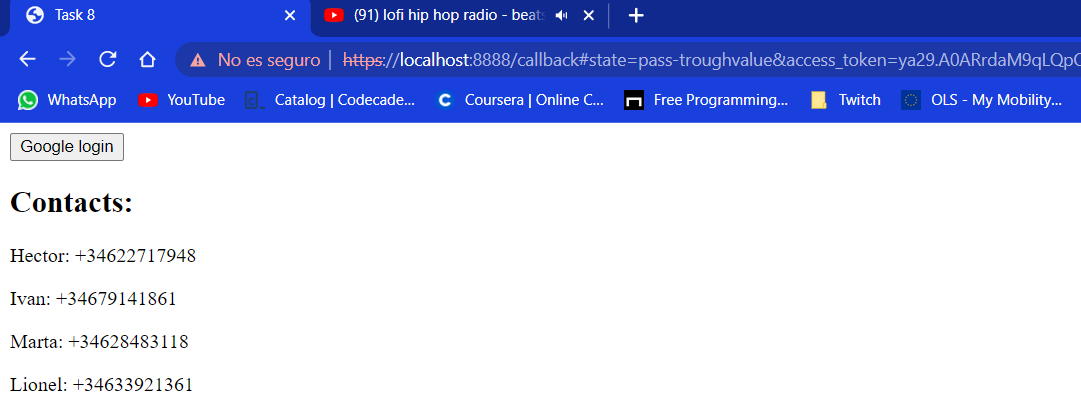 Task 8
(91) lofi hip hop radio - beats
No es seguro | https://localhost:8888/callback#state=pass-troughvalue&access_token=ya29.A0ARrdaM9qLQpC
WhatsApp YouTube Catalog | Codecade... Coursera | Online C... Free Programming... Twitch OLS - My Mobility...
Google login
Contacts:
Hector: +34622717948
Ivan: +34679141861
Marta: +34628483118
Lionel: +34633921361